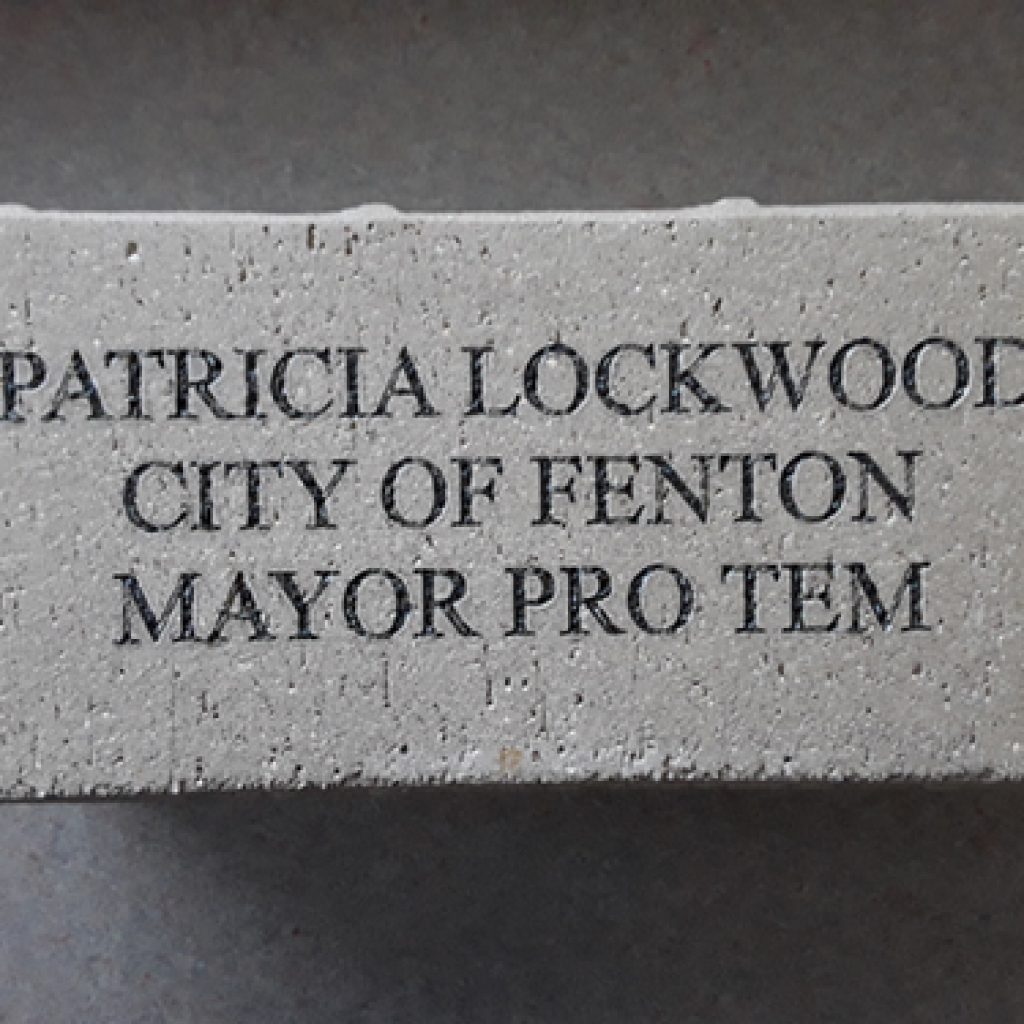 PATRICIA LOCKWOOD
CITY OF FENTON
MAYOR PRO TEM